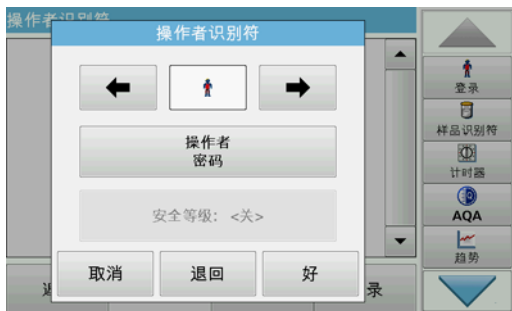 操作者识别符
操作者识别符
操作者
密码
安全等级: <关>
取消
退回
好
录
登录
样品识别符
计时器
AQA
趋势